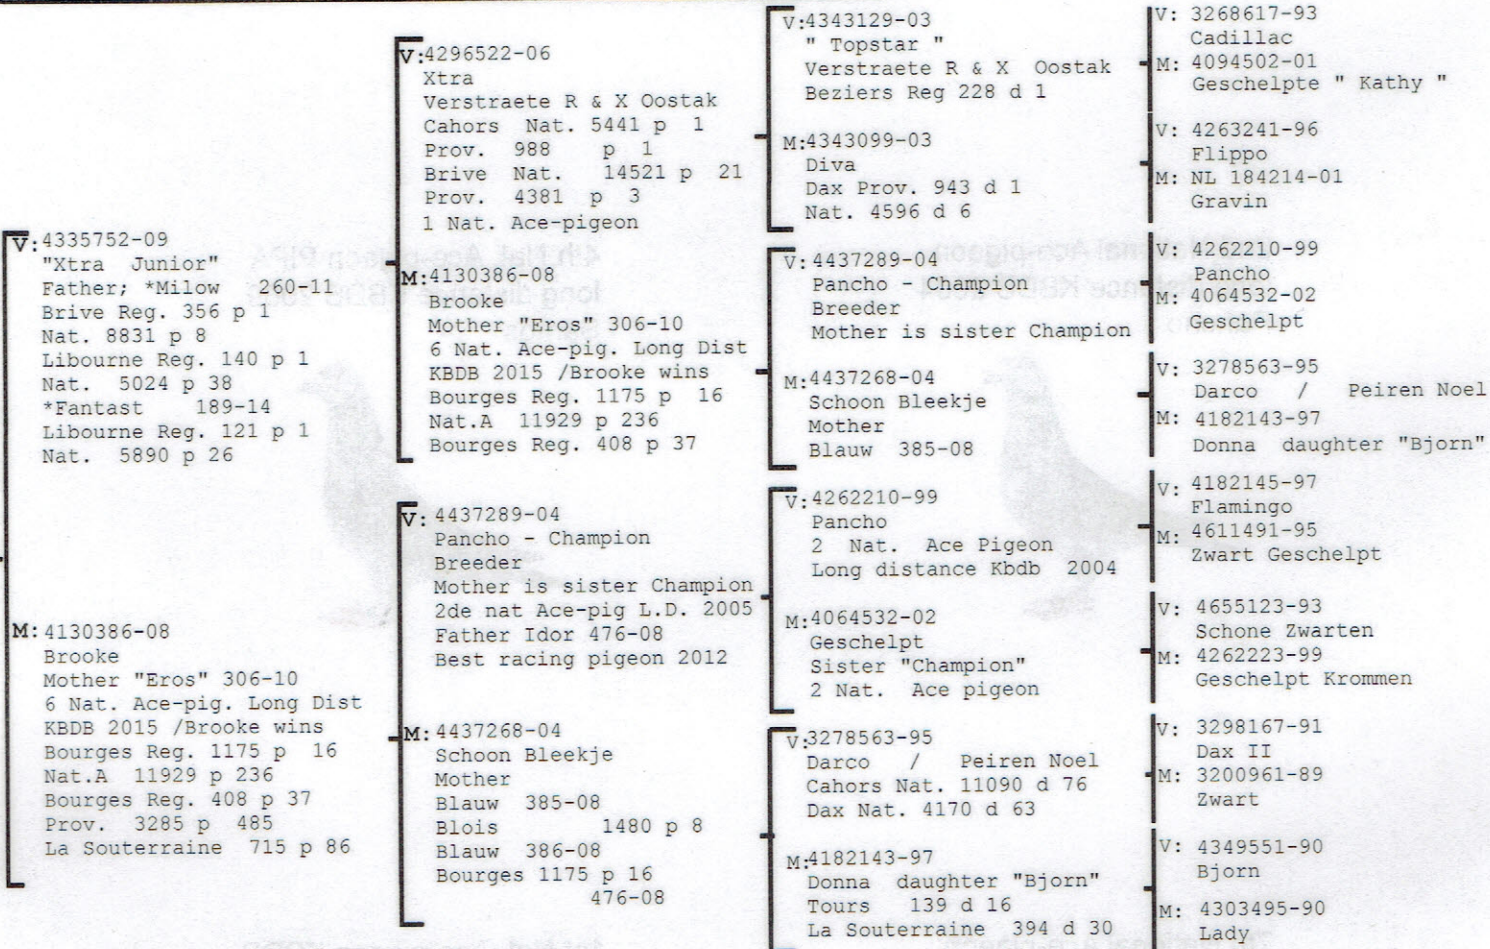 V:4335752-09
"Xtra Junior"
Father; *Milow 260-11
Brive Reg. 356 p 1
Nat. 8831 p 8
Libourne Reg. 140 p 1
Nat. 5024 p 38
*Fantast 189-14
Libourne Reg. 121 p 1
Nat. 5890 p 26
M:4130386-08
Brooke
Mother "Eros" 306-10
6 Nat. Ace-pig. Long Dist
KBDB 2015 /Brooke wins
Bourges Reg. 1175 p 16
Nat.A 11929 p 236
Bourges Reg. 408 p 37
Prov. 3285 p 485
La Souterraine 715 p 86
V:4296522-06
Xtra
Verstraete R & X Oostak
Cahors Nat. 5441 p 1
Prov. 988 p 1
Brive Nat. 14521 p 21
Prov. 4381 p 3
1 Nat. Ace-pigeon
M:4130386-08
Brooke
Mother "Eros" 306-10
6 Nat. Ace-pig. Long Dist
KBDB 2015 /Brooke wins
Bourges Reg. 1175 p 16
Nat.A 11929 p 236
Bourges Reg. 408 p 37
V: 4437289-04
Pancho - Champion
Breeder
Mother is sister Champion
2de nat Ace-pig L.D. 2005
Father Idor 476-08
Best racing pigeon 2012
M:4437268-04
Schoon Bleekje
Mother
Blauw 385-08
Blois 1480 p 8
Blauw 386-08
Bourges 1175 p 16
476-08
V:4343129-03
" Topstar "
Verstraete R & X Oostak
Beziers Reg 228 d 1
M:4343099-03
Diva
Dax Prov. 943 d 1
Nat. 4596 d 6
V:4437289-04
Pancho - Champion
Breeder
Mother is sister Champion
M:4437268-04
Schoon Bleekje
Mother
Blauw 385-08
V:4262210-99
Pancho
2 Nat. Ace Pigeon
Long distance Kbdb 2004
M:4064532-02
Geschelpt
Sister "Champion"
2 Nat. Ace pigeon
V:3278563-95
Darco / Peiren Noel
Cahors Nat. 11090 d 76
Dax Nat. 4170 d 63
M:4182143-97
Donna daughter "Bjorn"
Tours 139 d 16
La Souterraine 394 d 30
V: 3268617-93
Cadillac
M: 4094502-01
Geschelpte " Kathy "
V: 4263241-96
Flippo
M: NL 184214-01
Gravin
V: 4262210-99
Pancho
M: 4064532-02
Geschelpt
V: 3278563-95
Darco / Peiren Noel
M: 4182143-97
Donna daughter "Bjorn"
V: 4182145-97
Flamingo
M: 4611491-95
Zwart Geschelpt
V: 4655123-93
Schone Zwarten
M: 4262223-99
Geschelpt Krommen
V: 3298167-91
Dax II
M: 3200961-89
Zwart
V: 4349551-90
Bjorn
M: 4303495-90
Lady